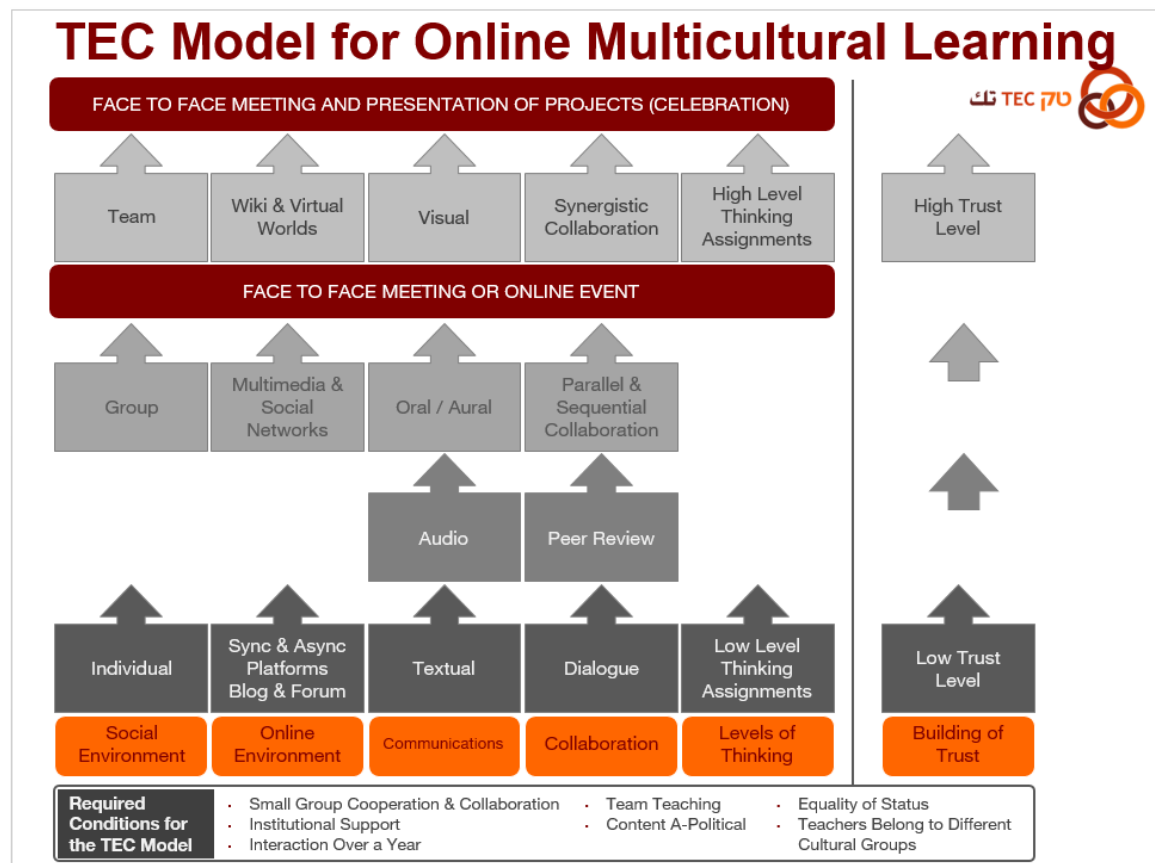 TEC Model for Online Multicultural Learning
FACE TO FACE MEETING AND PRESENTATION OF PROJECTS (CELEBRATION)
تك TEC טק
Team
Wiki & Virtual
Worlds
Visual
Synergistic
Collaboration
High Level
Thinking
Assignments
High Trust
Level
FACE TO FACE MEETING OR ONLINE EVENT
Group
Multimedia &
Social
Networks
Oral / Aural
Parallel &
Sequential
Collaboration
Audio
Peer Review
Individual
Sync & Async
Platforms
Blog & Forum
Textual
Dialogue
Low Level
Thinking
Assignments
Low Trust
Level
Social
Environment
Online
Environment
Communications
Collaboration
Levels of
Thinking
Building of
Trust
Required
Conditions for
the TEC Model
· Small Group Cooperation & Collaboration
· Institutional Support
· Interaction Over a Year
· Team Teaching
· Content A-Political
· Equality of Status
· Teachers Belong to Different
Cultural Groups